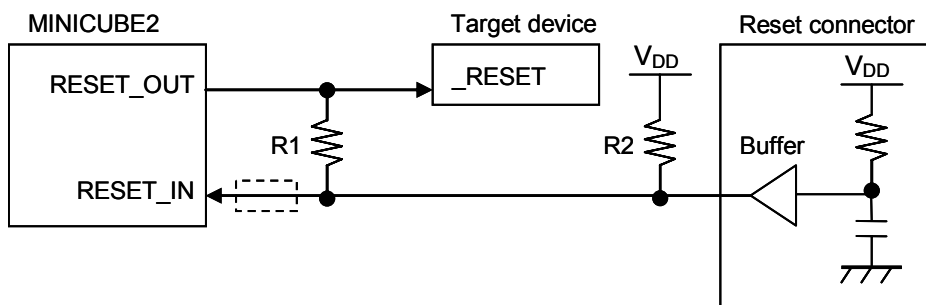 MINICUBE2
Target device
Reset connector
RESET_OUT
_RESET
VDD
VDD
R1
R2
Buffer
RESET_IN